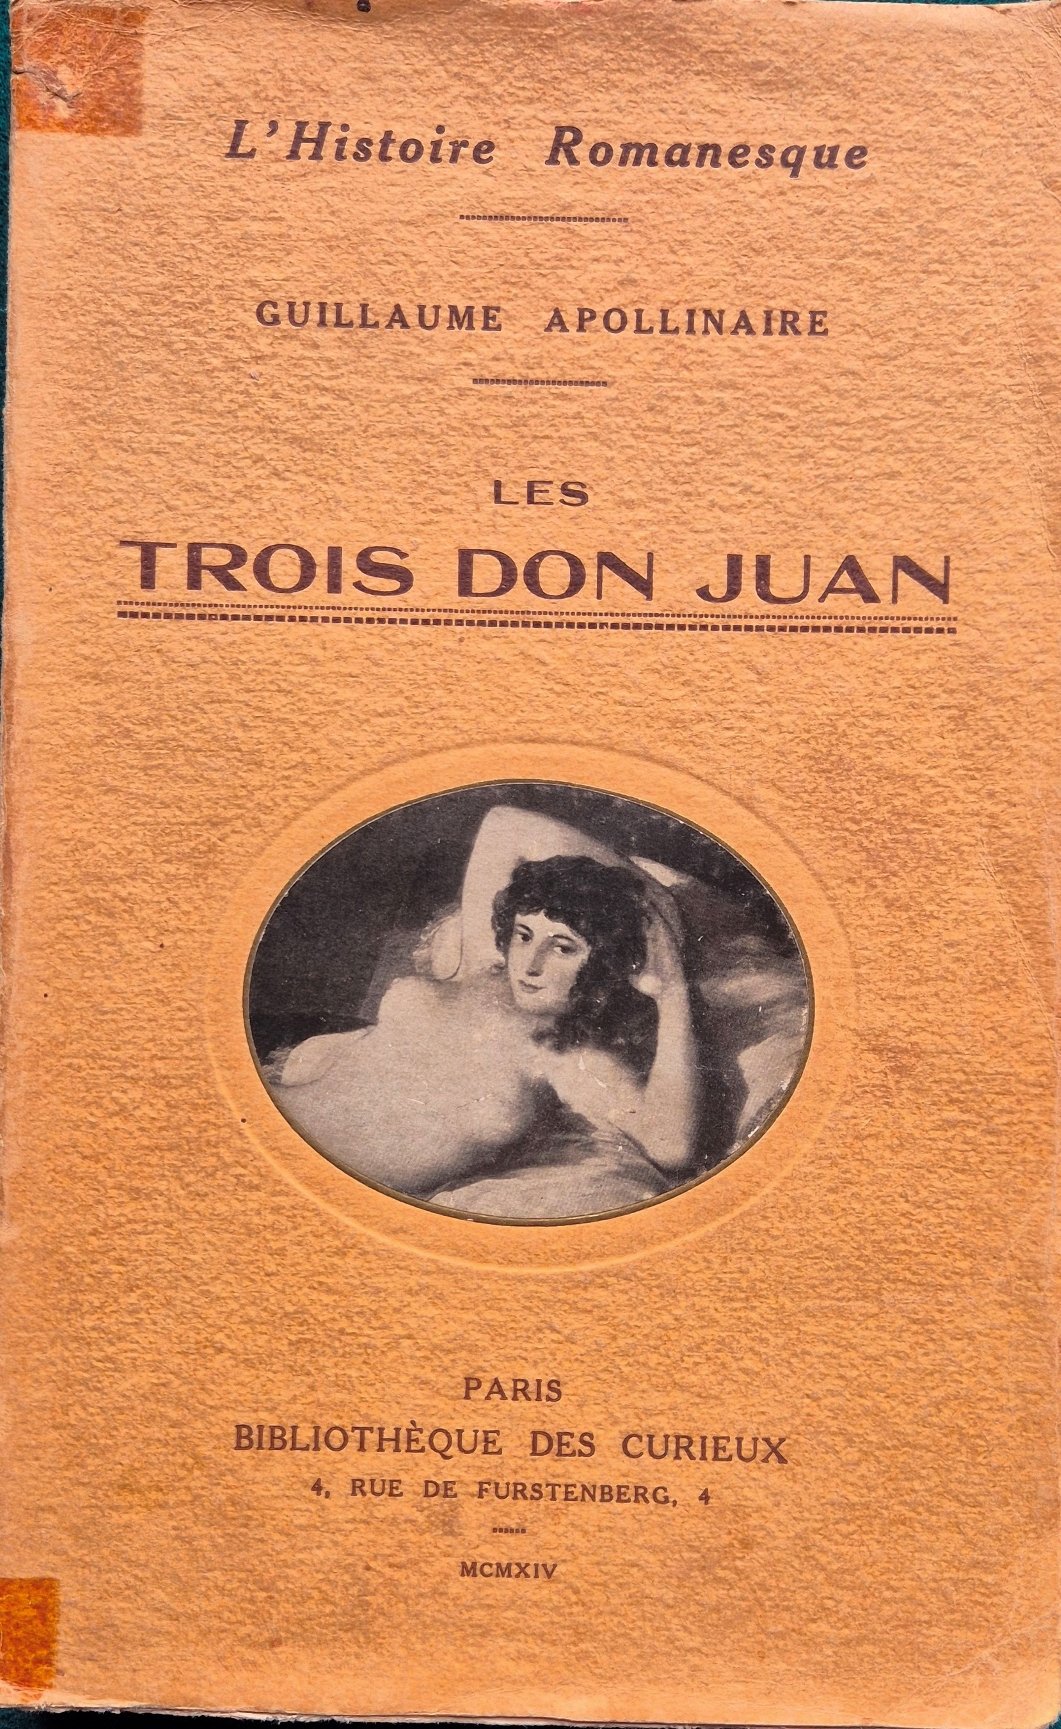 L'Histoire Romanesque
GUILLAUME APOLLINAIRE
LES
TROIS DON JUAN
PARIS
BIBLIOTHÈQUE DES CURIEUX
4, RUE DE FURSTENBERG, 4
MCMXIV